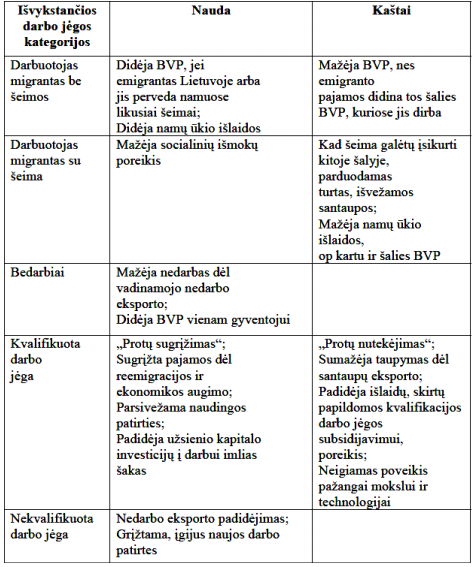 Išvykstančios
darbo jėgos
kategorijos
Nauda
Kaštai
Darbuotojas
migrantas be
šeimos
Didėja BVP, jei
emigrantas Lietuvoje arba
jis perveda namuose
likusiai šeimai;
Didėja namų ūkio išlaidos
Mažėja BVP, nes
emigranto
pajamos didina tos šalies
BVP, kuriose jis dirba
Darbuotojas
migrantas su
šeima
Mažėja socialinių išmokų
poreikis
Kad šeima galėtų įsikurti
kitoje šalyje,
parduodamas
turtas, išvežamos
santaupos;
Mažėja namų ūkio
išlaidos,
op kartu ir šalies BVP
Bedarbiai
Mažėja nedarbas dėl
vadinamojo nedarbo
eksporto;
Didėja BVP vienam gyventojui
Kvalifikuota
darbo
jėga
„Protų sugrįžimas“;
Sugrįžta pajamos dėl
reemigracijos ir
ekonomikos augimo;
Parsivežama naudingos
patirties;
Padidėja užsienio kapitalo
investicijų į darbui imlias
šakas
„Protų nutekėjimas“;
Sumažėja taupymas dėl
santaupų eksporto;
Padidėja išlaidų, skirtų
papildomos kvalifikacijos
darbo jėgos
subsidijavimui,
poreikis;
Neigiamas poveikis
pažangai mokslui ir
technologijai
Nekvalifikuota
darbo jėga
Nedarbo eksporto padidėjimas;
Grįžtama, įgijus naujos darbo
patirtes